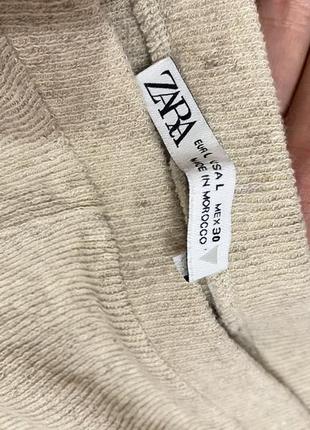 ZARA
EUR L USA L MEX 30
MADE IN MOROCCO